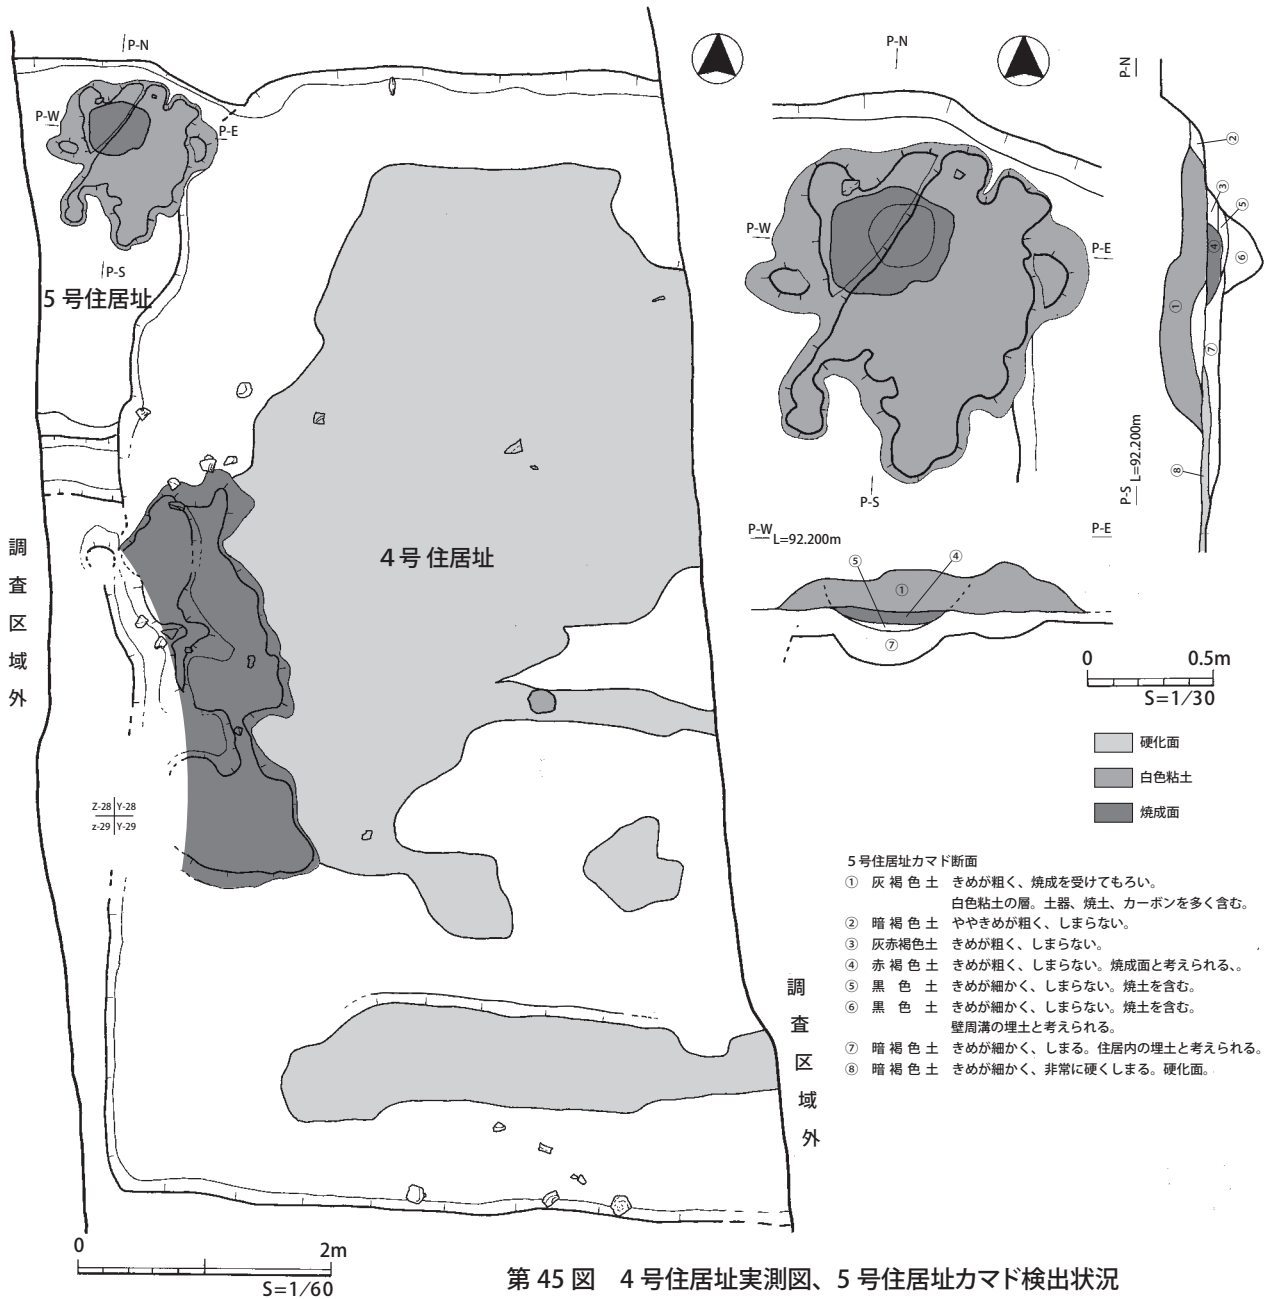 P-N
P-W
P-E
P-S
5号住居址
4号住居址
調査区域外
Z-28 Y-28
z-29 Y-29
調査区域外
0 2m
S=1/60
P-N
P-W
P-E
P-S
P-N
②
③
⑤
④
⑥
①
⑦
⑧
P-S L=92.200m
P-W L=92.200m
P-E
⑤
④
①
⑦
0 0.5m
S=1/30
硬化面
白色粘土
焼成面
5号住居址カマド断面
① 灰褐色土 きめが粗く、焼成を受けてもろい。
白色粘土の層。土器、焼土、カーボンを多く含む。
② 暗褐色土 ややきめが粗く、しまらない。
③ 灰赤褐色土 きめが粗く、しまらない。
④ 赤褐色土 きめが粗く、しまらない。焼成面と考えられる、。
⑤ 黒色土 きめが細かく、しまらない。焼土を含む。
⑥ 黒色土 きめが細かく、しまらない。焼土を含む。
壁周溝の埋土と考えられる。
⑦ 暗褐色土 きめが細かく、しまる。住居内の埋土と考えられる。
⑧ 暗褐色土 きめが細かく、非常に硬くしまる。硬化面。
第45図 4号住居址実測図、5号住居址カマド検出状況